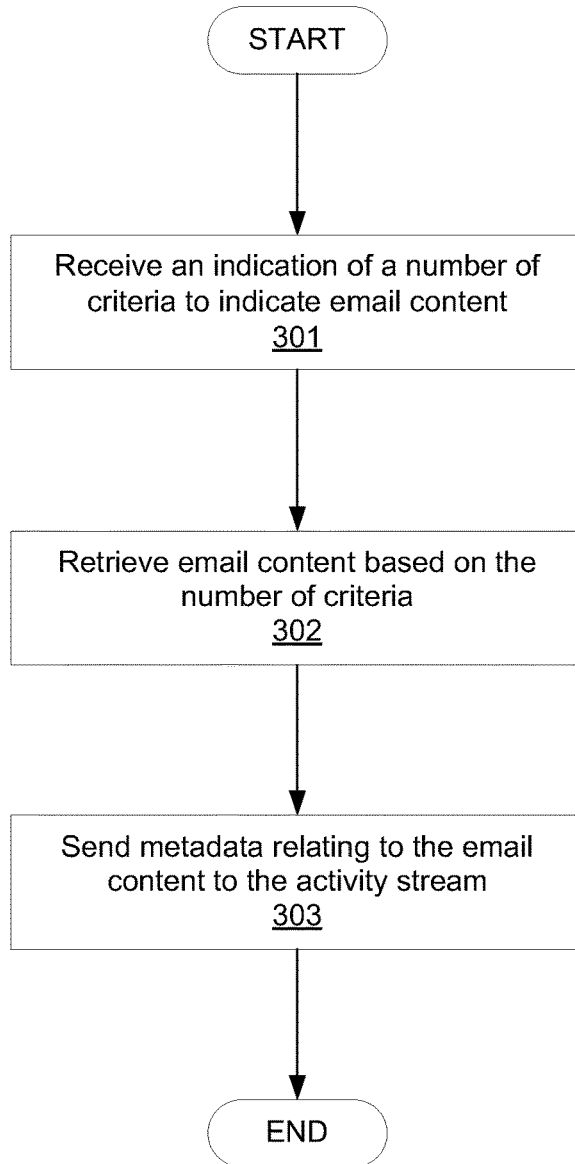 START
Receive an indication of a number of
criteria to indicate email content
301
Retrieve email content based on the
number of criteria
302
Send metadata relating to the email
content to the activity stream
303
END